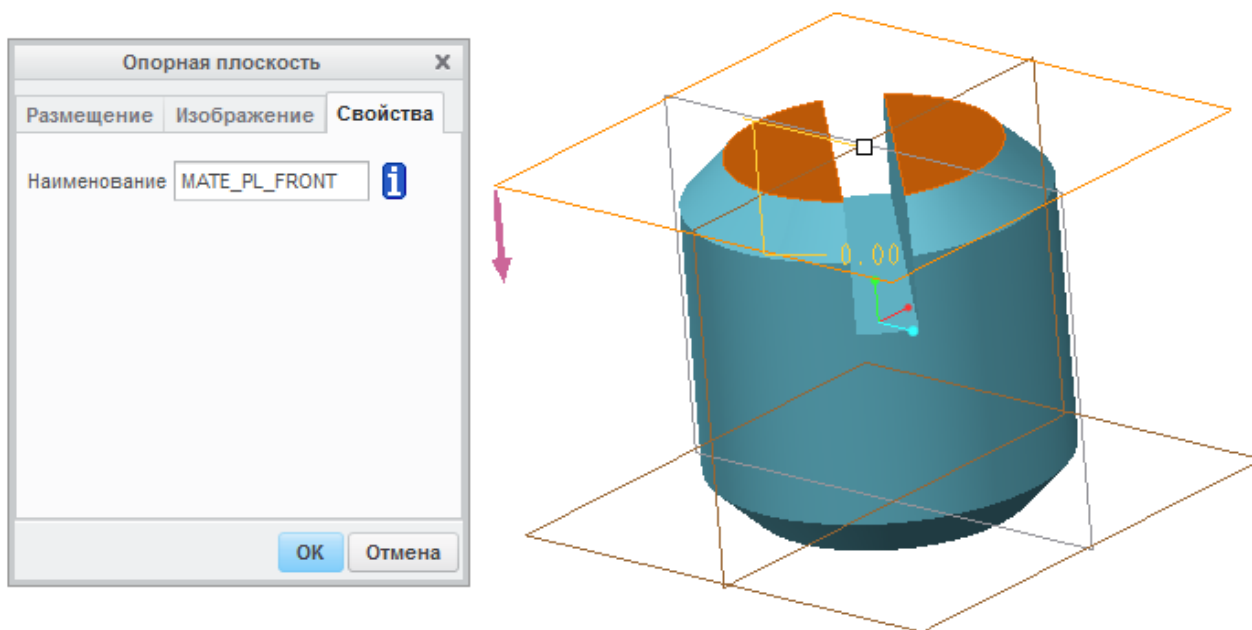 Опорная плоскость X
Размещение Изображение Свойства
Наименование MATE_PL_FRONT i
0.00
OK Отмена